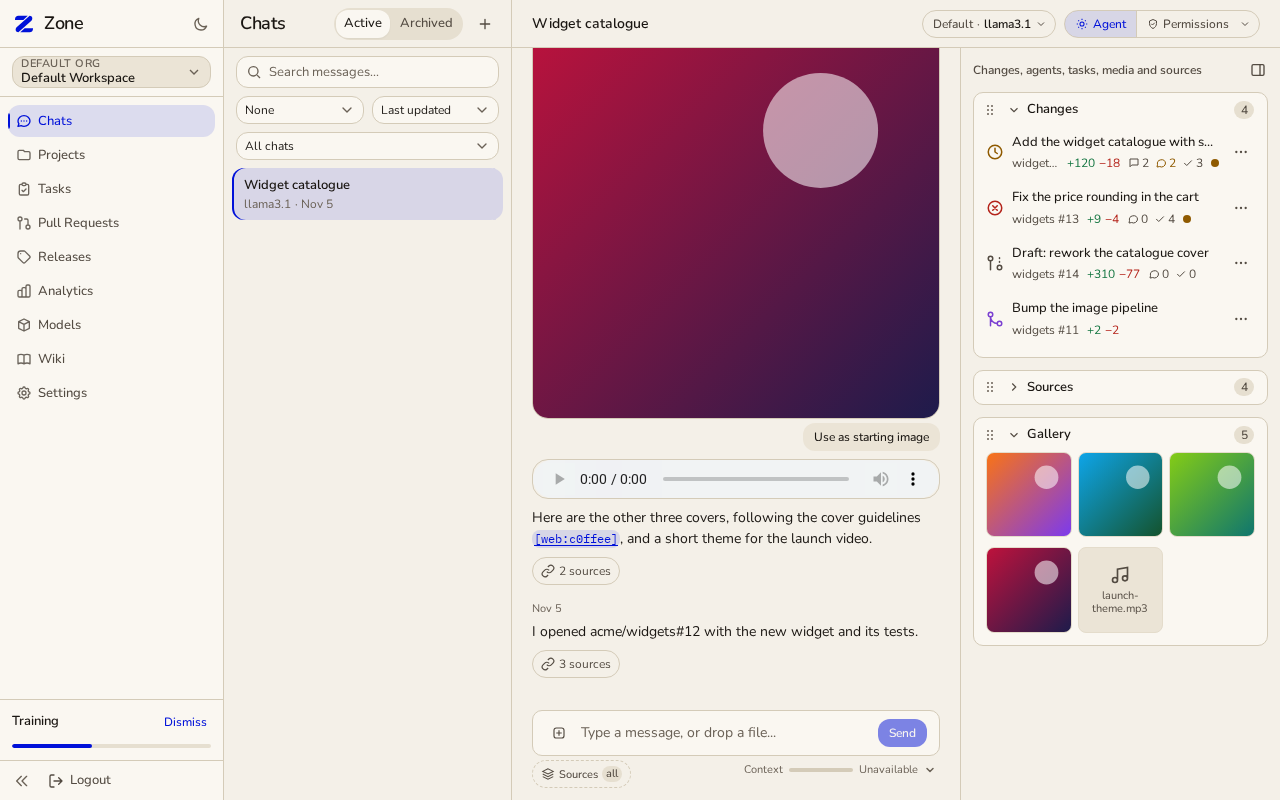 Zone
DEFAULT ORG
Default Workspace
Chats
Projects
Tasks
Pull Requests
Releases
Analytics
Models
Wiki
Settings
Training
Dismiss
Logout
Chats
Active
Archived
Search messages...
None
Last updated
All chats
Widget catalogue
llama3.1 · Nov 5
Widget catalogue
Default · llama3.1
Agent
Permissions
Use as starting image
0:00 / 0:00
Here are the other three covers, following the cover guidelines
[web:c0ffee], and a short theme for the launch video.
2 sources
Nov 5
I opened acme/widgets#12 with the new widget and its tests.
3 sources
Type a message, or drop a file...
Send
Sources all
Context
Unavailable
Changes, agents, tasks, media and sources
Changes
4
Add the widget catalogue with s...
widget... +120 −18 2 2 3
Fix the price rounding in the cart
widgets #13 +9 −4 0 4
Draft: rework the catalogue cover
widgets #14 +310 −77 0 0
Bump the image pipeline
widgets #11 +2 −2
Sources
4
Gallery
5
launch-
theme.mp3